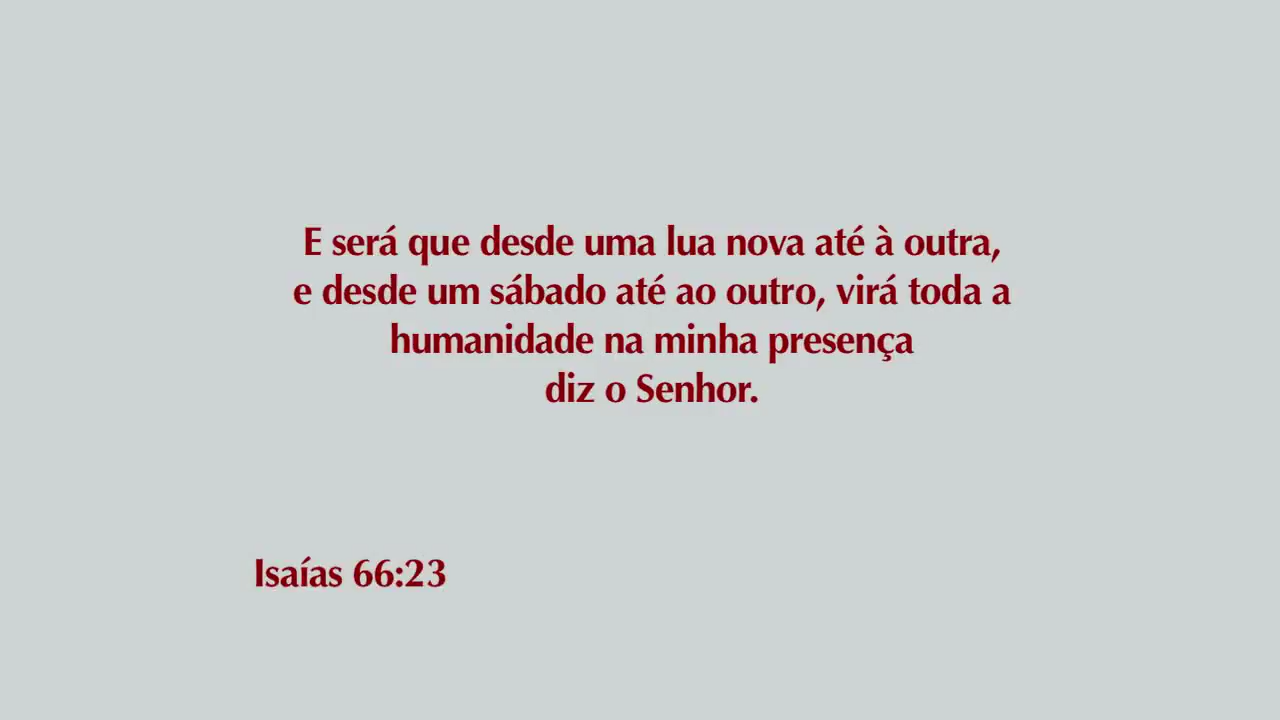 E será que desde uma lua nova até à outra,
e desde um sábado até ao outro, virá toda a
humanidade na minha presença
diz o Senhor.
Isaías 66:23